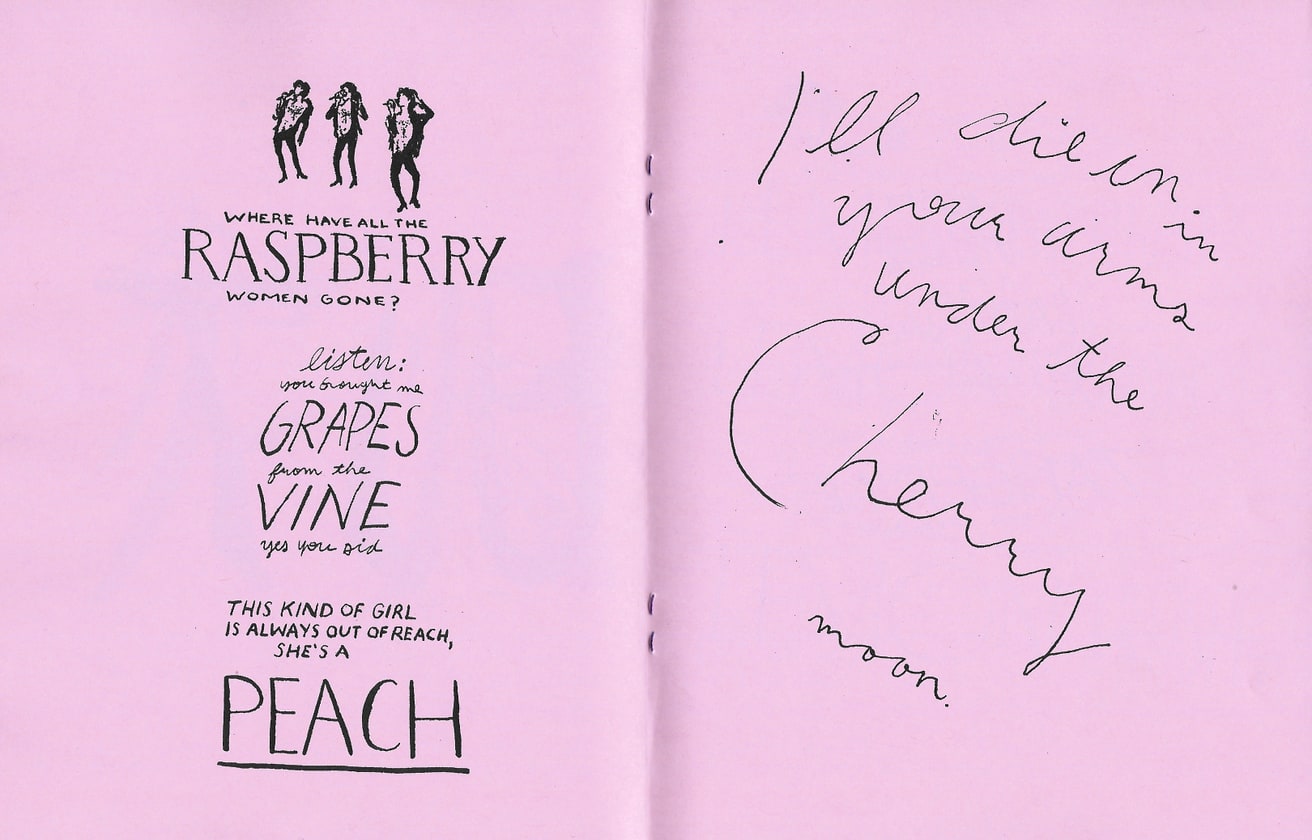 WHERE HAVE ALL THE
RASPBERRY
WOMEN GONE?
listen:
you brought me
GRAPES
from the
VINE
yes you did
THIS KIND OF GIRL
IS ALWAYS OUT OF REACH,
SHE'S A
PEACH
I'll die in in
your arms
under the
Cherry
moon.